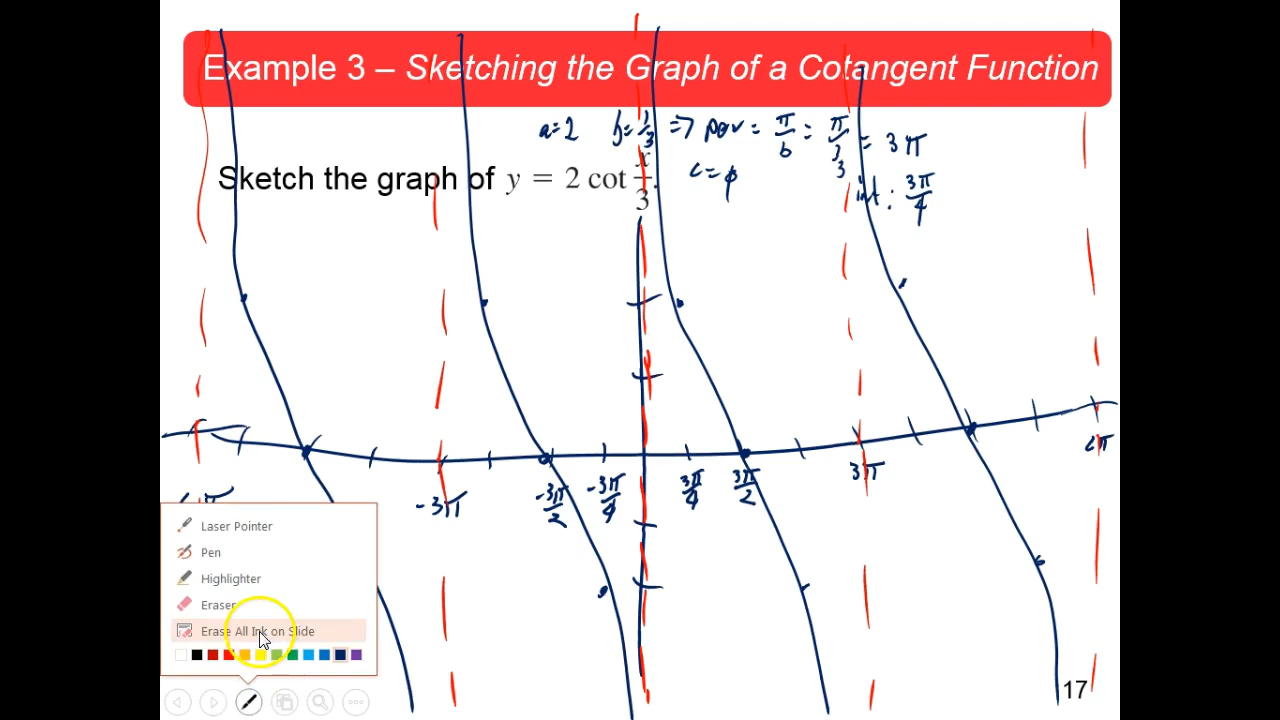 Example 3 – Sketching the Graph of a Cotangent Function
a=2 b=1/3 => per = π/b = π/1/3 = 3π
Sketch the graph of y = 2 cot x/3.
c=φ
int: 3π/4
-3π -3π/2 -3π/4 3π/4 3π/2 3π 6π
Laser Pointer
Pen
Highlighter
Eraser
Erase All Ink on Slide
17